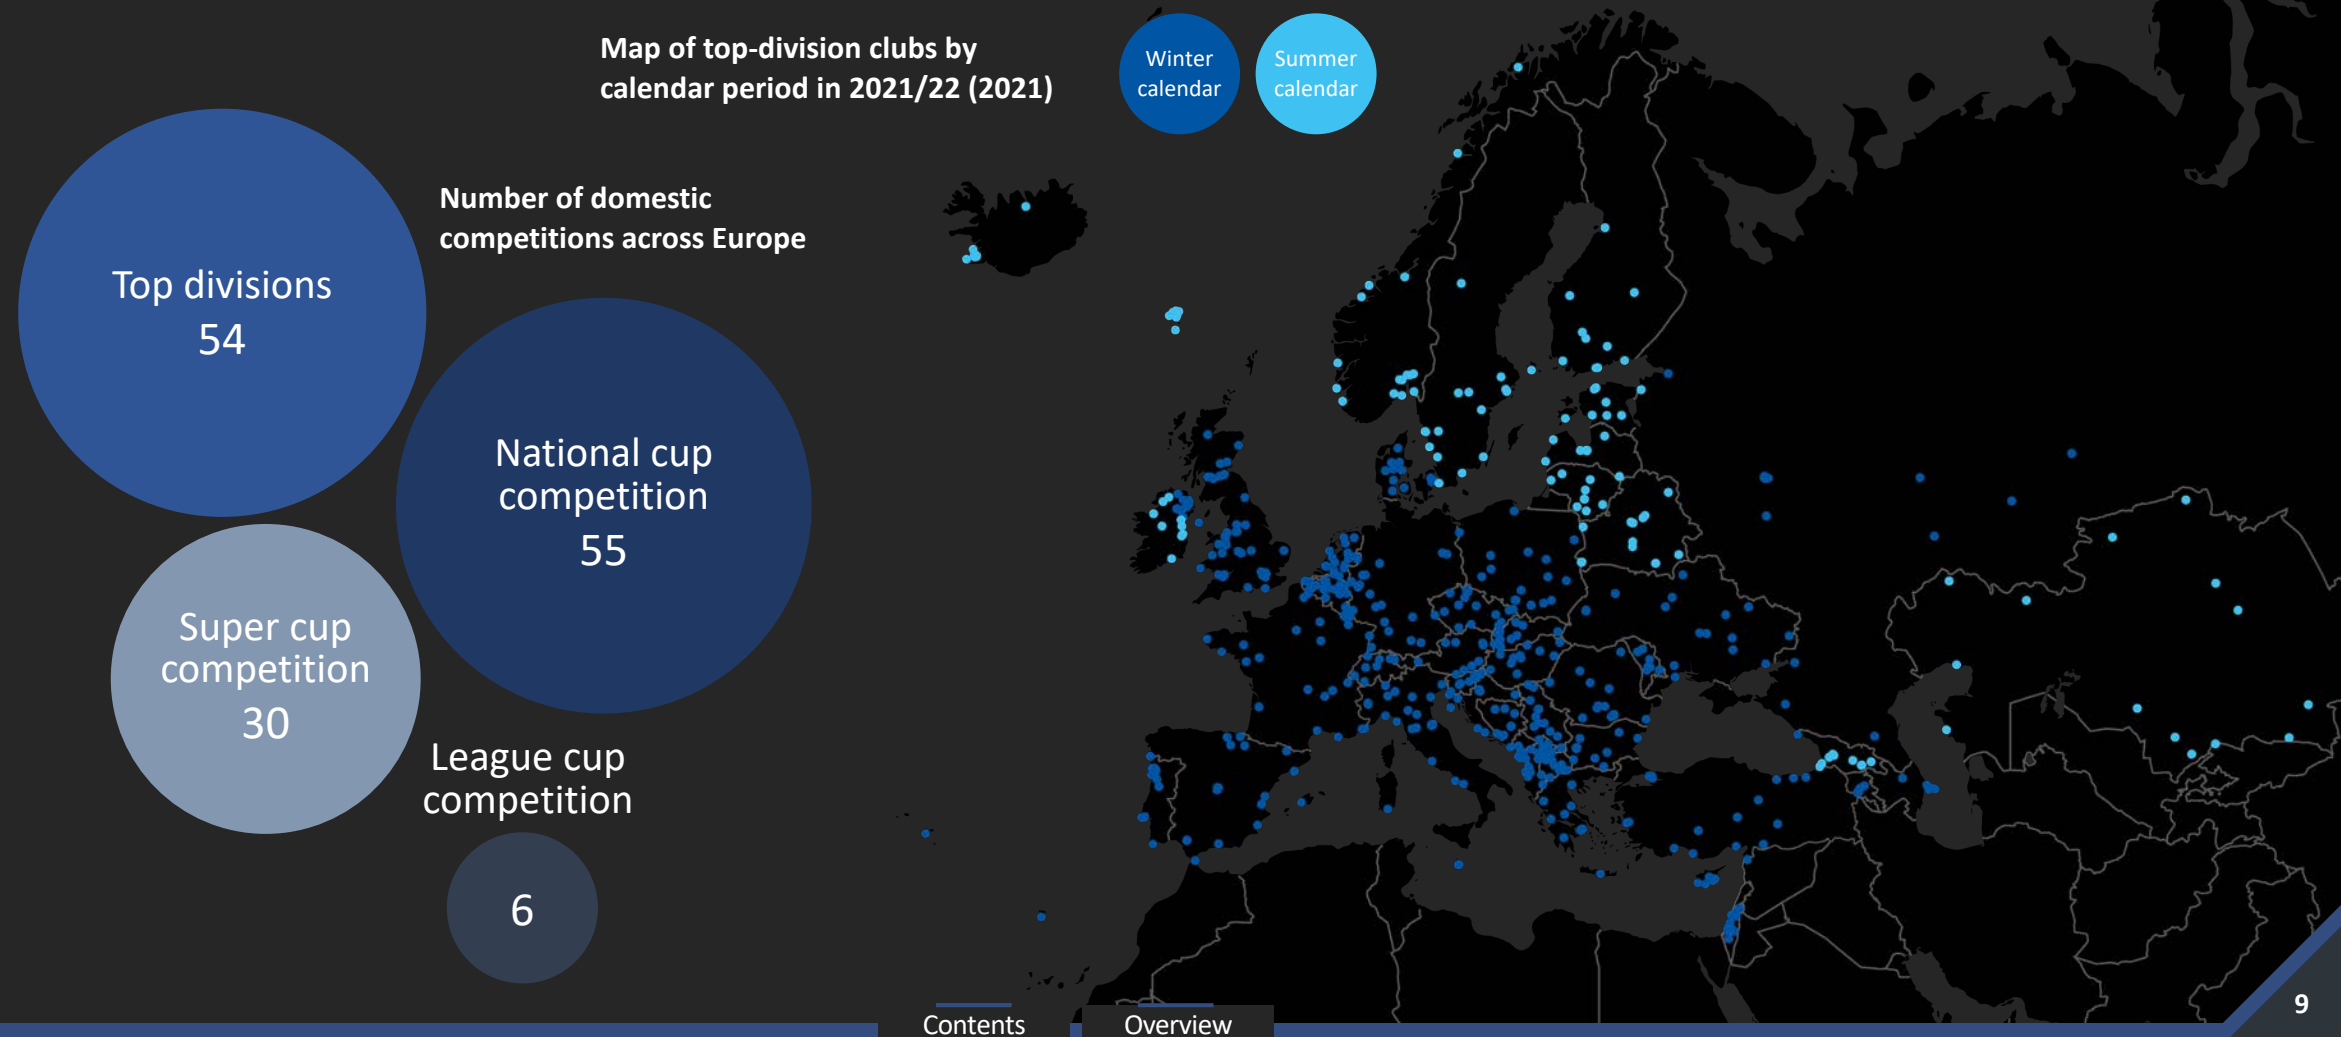 Map of top-division clubs by
calendar period in 2021/22 (2021)
Winter
calendar
Summer
calendar
Number of domestic
competitions across Europe
Top divisions
54
National cup
competition
55
Super cup
competition
30
League cup
competition
6
Contents
Overview
9